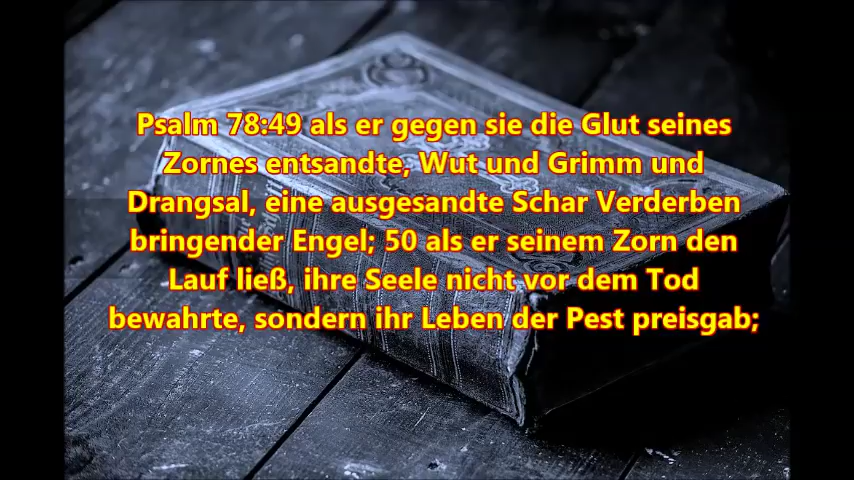 Psalm 78:49 als er gegen sie die Glut seines
Zornes entsandte, Wut und Grimm und
Drangsal, eine ausgesandte Schar Verderben
bringender Engel; 50 als er seinem Zorn den
Lauf ließ, ihre Seele nicht vor dem Tod
bewahrte, sondern ihr Leben der Pest preisgab;